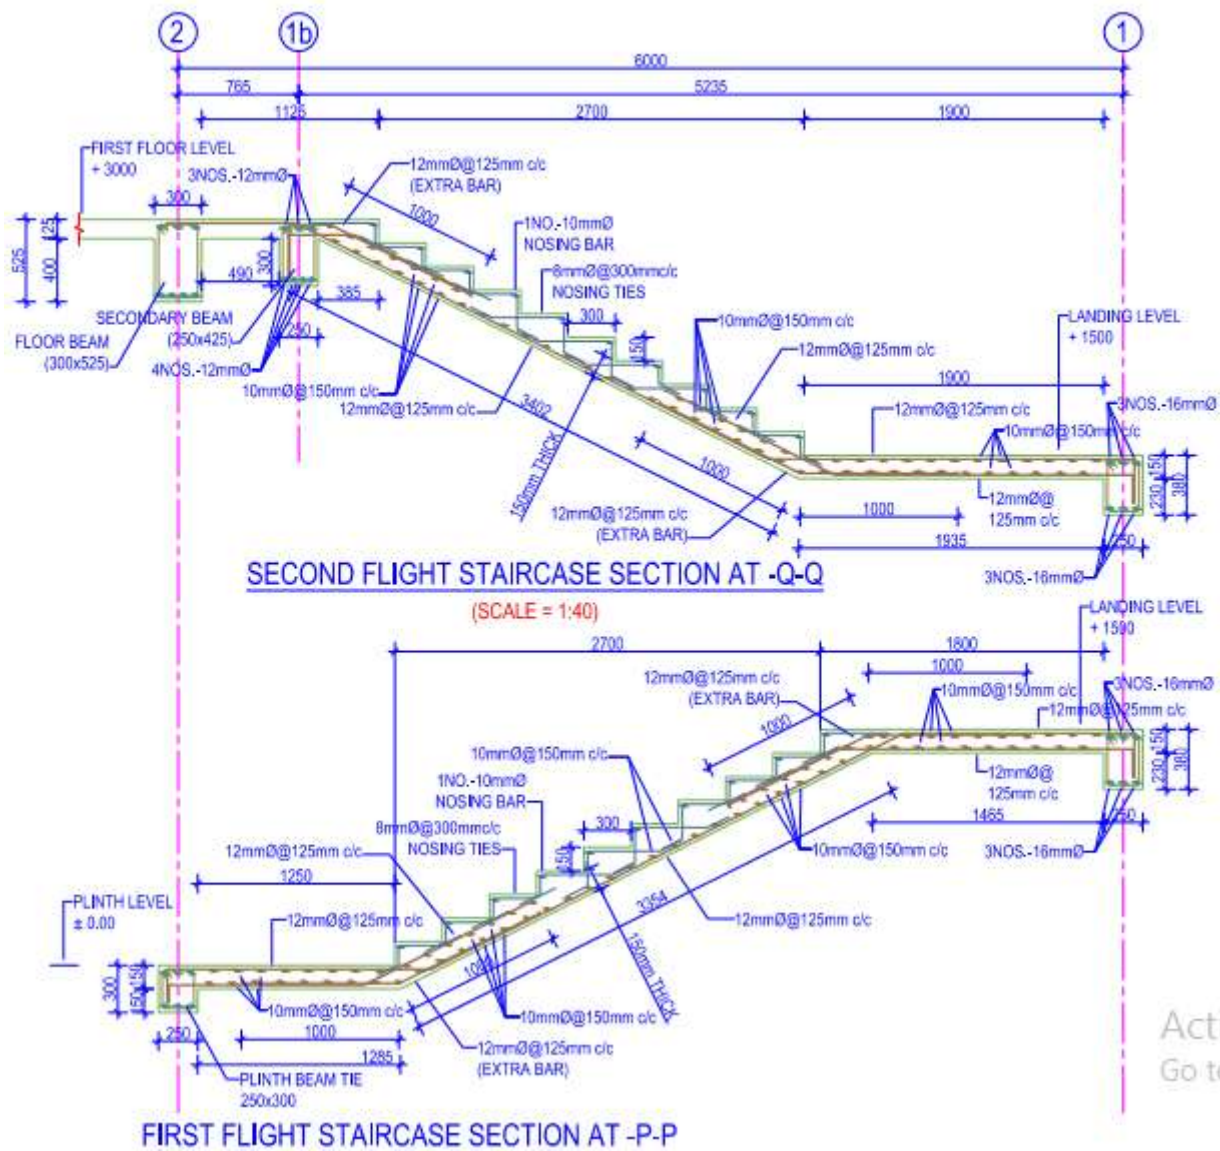 2
1b
1
6000
765
5235
1125
2700
1900
FIRST FLOOR LEVEL
+ 3000
3NOS.-12mmØ
12mmØ@125mm c/c
(EXTRA BAR)
300
1000
1NO.-10mmØ
NOSING BAR
125
525
400
300
490
8mmØ@300mmc/c
NOSING TIES
385
300
SECONDARY BEAM
(250x425)
FLOOR BEAM
(300x525)
250
4NOS.-12mmØ
10mmØ@150mm c/c
12mmØ@125mm c/c
150
10mmØ@150mm c/c
12mmØ@125mm c/c
LANDING LEVEL
+ 1500
1900
3402
12mmØ@125mm c/c
3NOS.-16mmØ
10mmØ@150mm c/c
150mm THICK
1000
150
230
380
12mmØ@125mm c/c
(EXTRA BAR)
1000
12mmØ@
125mm c/c
1935
250
3NOS.-16mmØ
SECOND FLIGHT STAIRCASE SECTION AT -Q-Q
(SCALE = 1:40)
LANDING LEVEL
+ 1500
2700
1800
1000
12mmØ@125mm c/c
(EXTRA BAR)
10mmØ@150mm c/c
3NOS.-16mmØ
12mmØ@125mm c/c
1000
10mmØ@150mm c/c
1NO.-10mmØ
NOSING BAR
150
230
380
12mmØ@
125mm c/c
8mmØ@300mmc/c
NOSING TIES
300
1465
250
12mmØ@125mm c/c
150
10mmØ@150mm c/c
3NOS.-16mmØ
1250
PLINTH LEVEL
± 0.00
12mmØ@125mm c/c
3354
12mmØ@125mm c/c
150mm THICK
300
150
150
10mmØ@150mm c/c
10mmØ@150mm c/c
250
1000
1285
12mmØ@125mm c/c
(EXTRA BAR)
PLINTH BEAM TIE
250x300
FIRST FLIGHT STAIRCASE SECTION AT -P-P
Act
Go to